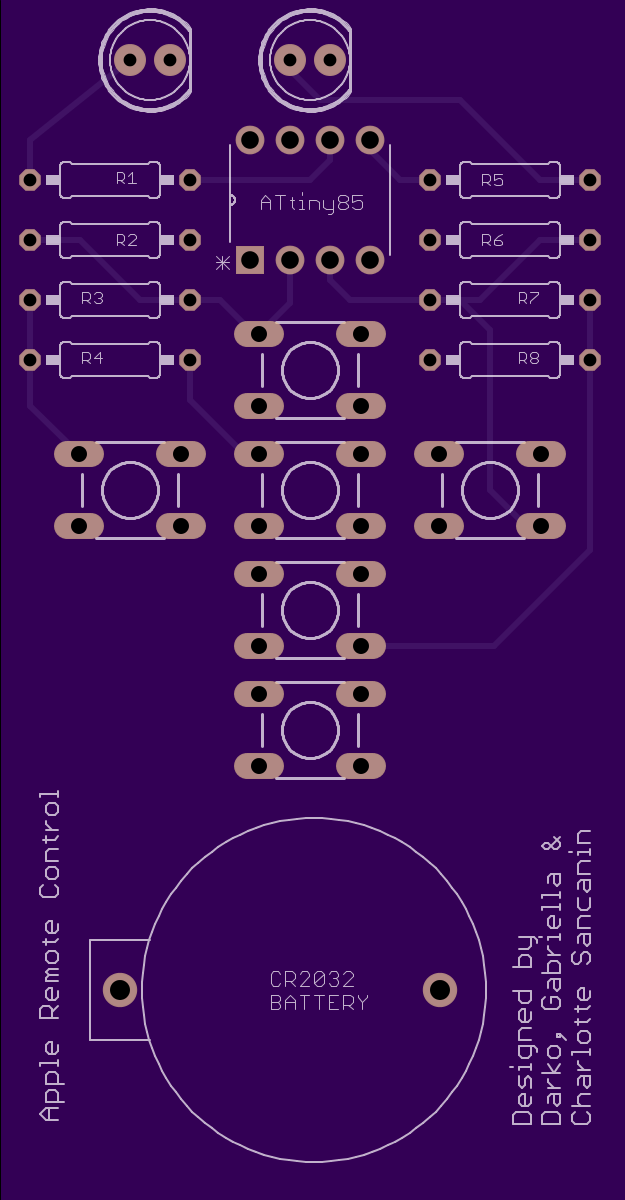 R1
R5
ATtiny85
R2
R6
*
R3
R7
R4
R8
Apple Remote Control
CR2032
BATTERY
Designed by
Darko, Gabriella &
Charlotte Sancanin